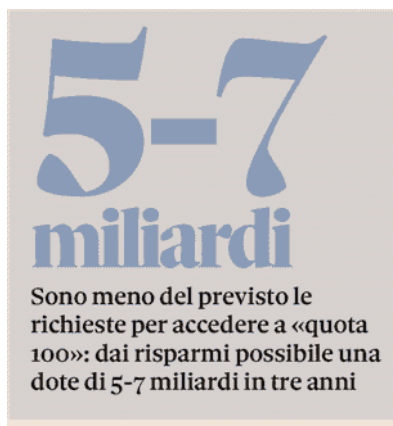 5-7
miliardi
Sono meno del previsto le
richieste per accedere a «quota
100»: dai risparmi possibile una
dote di 5-7 miliardi in tre anni